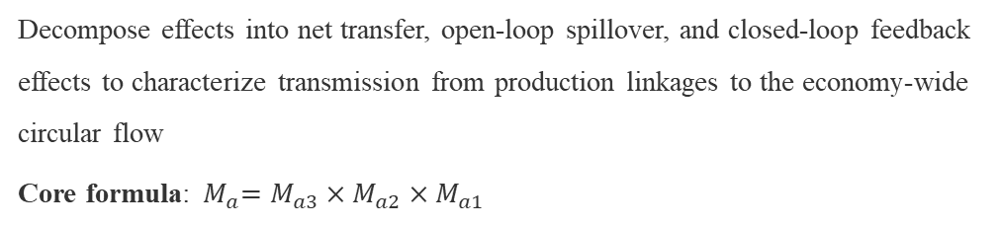 Decompose effects into net transfer, open-loop spillover, and closed-loop feedback
effects to characterize transmission from production linkages to the economy-wide
circular flow
Core formula: Mₐ= Mₐ₃ × Mₐ₂ × Mₐ₁